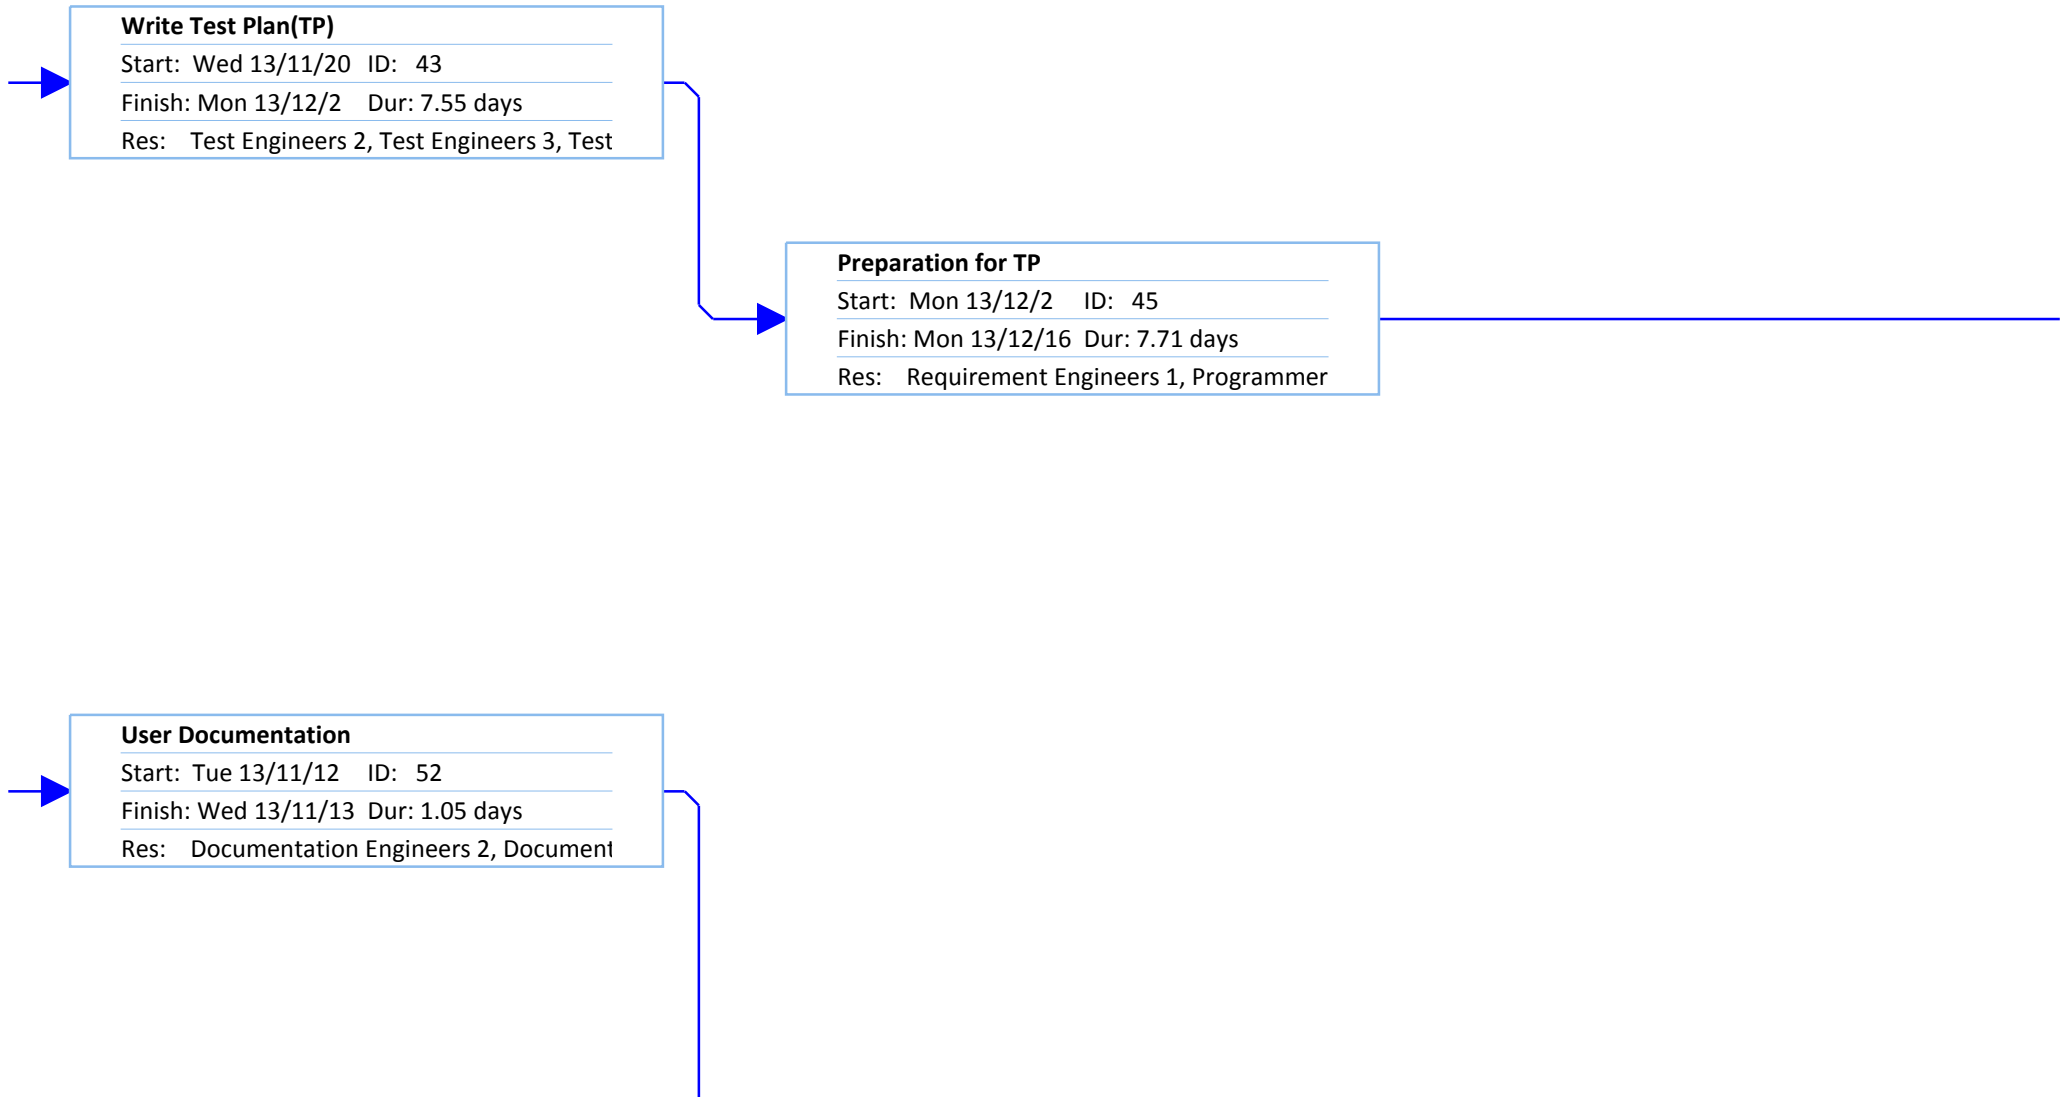 Write Test Plan(TP)
Start: Wed 13/11/20 ID: 43
Finish: Mon 13/12/2 Dur: 7.55 days
Res: Test Engineers 2, Test Engineers 3, Test
Preparation for TP
Start: Mon 13/12/2 ID: 45
Finish: Mon 13/12/16 Dur: 7.71 days
Res: Requirement Engineers 1, Programmer
User Documentation
Start: Tue 13/11/12 ID: 52
Finish: Wed 13/11/13 Dur: 1.05 days
Res: Documentation Engineers 2, Document